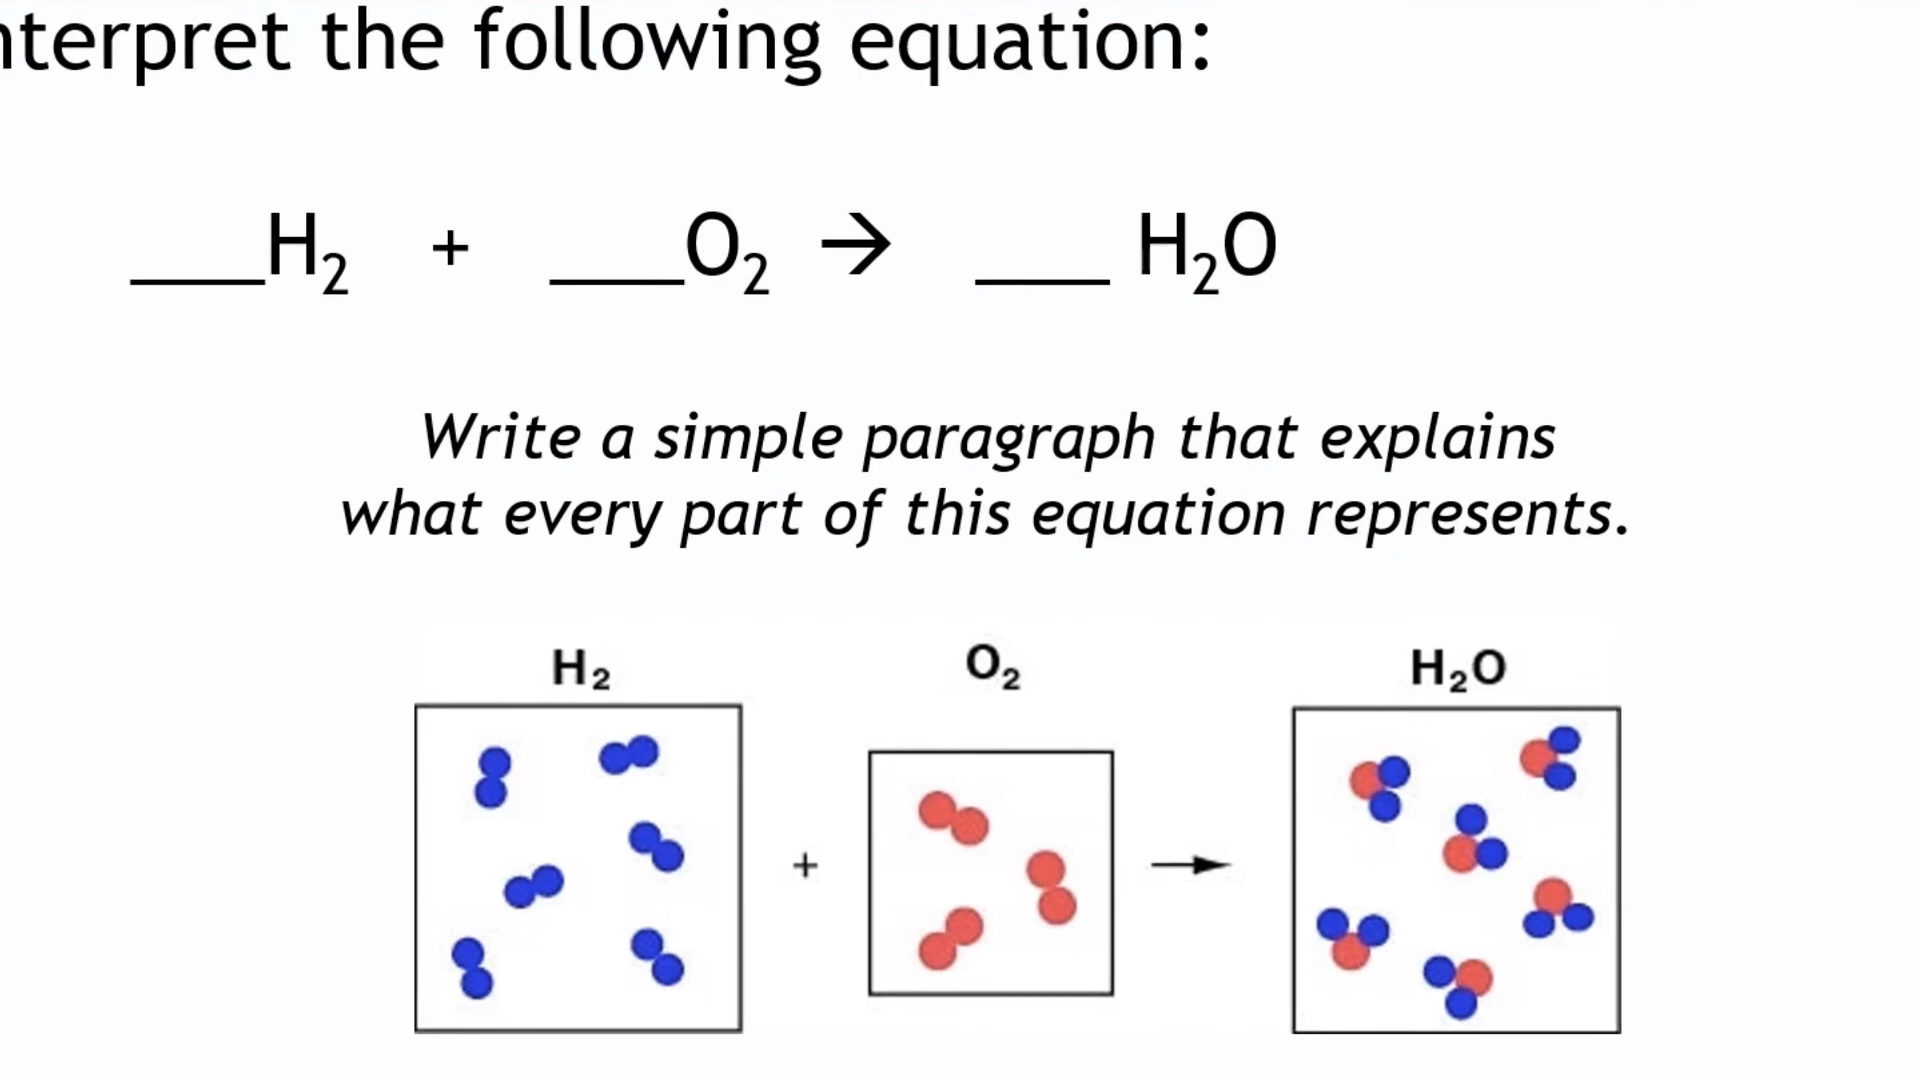 nterpret the following equation:
___H₂ + ___O₂ → ___ H₂O
Write a simple paragraph that explains
what every part of this equation represents.
H₂ O₂ H₂O
+ →